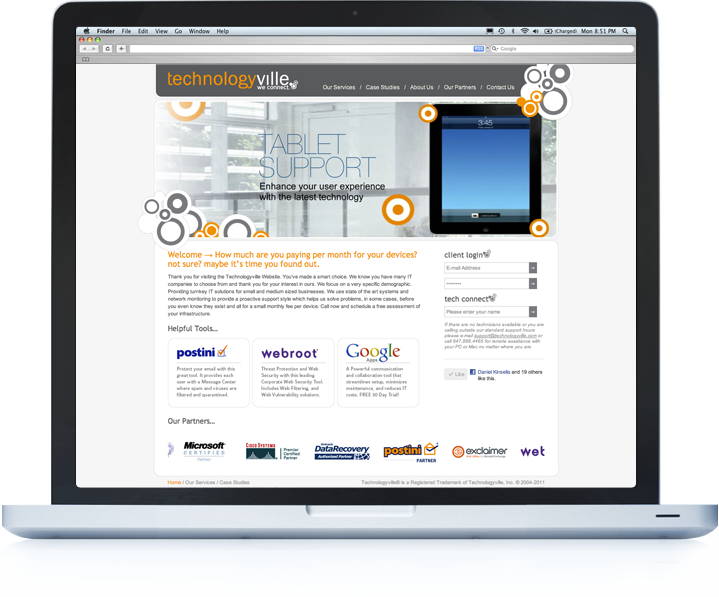 Finder File Edit View Go Window Help
(Charged) Mon 8:51 PM
Google
technologyville
we connect.
Our Services / Case Studies / About Us / Our Partners / Contact Us
TABLET
SUPPORT
Enhance your user experience
with the latest technology
3:45
Welcome → How much are you paying per month for your devices?
not sure? maybe it's time you found out.
Thank you for visiting the Technologyville Website. You've made a smart choice. We know you have many IT
companies to choose from and thank you for your interest in ours. We focus on a very specific demographic.
Providing turnkey IT solutions for small and medium sized businesses. We use state of the art systems and
network monitoring to provide a proactive support style which helps us solve problems, in some cases, before
you even know they exist and all for a small monthly fee per device. Call now and schedule a free assessment of
your infrastructure.
Helpful Tools...
postini
Protect your email with this
great tool. It provides each
user with a Message Center
where spam and viruses are
filtered and quarantined.
webroot
Threat Protection and Web
Security with this leading
Corporate Web Security Tool.
Includes Web Filtering, and
Web Vulnerability solutions.
Google
Apps
A Powerful communication
and collaboration tool that
streamlines setup, minimizes
maintenance, and reduces IT
costs. FREE 30 Day Trial!
client login
E-mail Address
••••••••
tech connect
Please enter your name
If there are no technicians available or you are
calling outside our standard support hours
please e-mail support@technologyville.com or
call 847.888.4465 for remote assistance with
your PC or Mac no matter where you are.
Like
Daniel Kinsella and 19 others
like this.
Our Partners...
Microsoft
CERTIFIED
Partner
CISCO SYSTEMS
Premier
Certified
Partner
DataRecovery
Authorized Partner
postini
PARTNER
exclaimer
wet
Home / Our Services / Case Studies
Technologyville® is a Registered Trademark of Technologyville, Inc. © 2004-2011